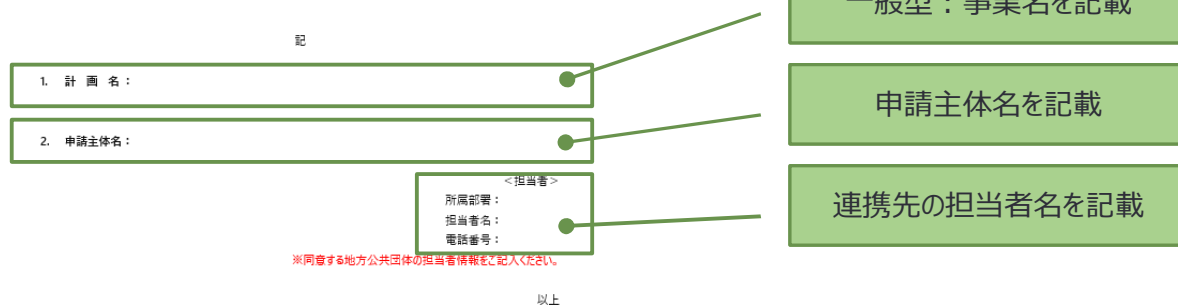 一般型：事業名を記載
記
1. 計 画 名：
申請主体名を記載
2. 申請主体名：
＜担当者＞
所属部署：
担当者名：
電話番号：
連携先の担当者名を記載
※同意する地方公共団体の担当者情報をご記入ください。
以上